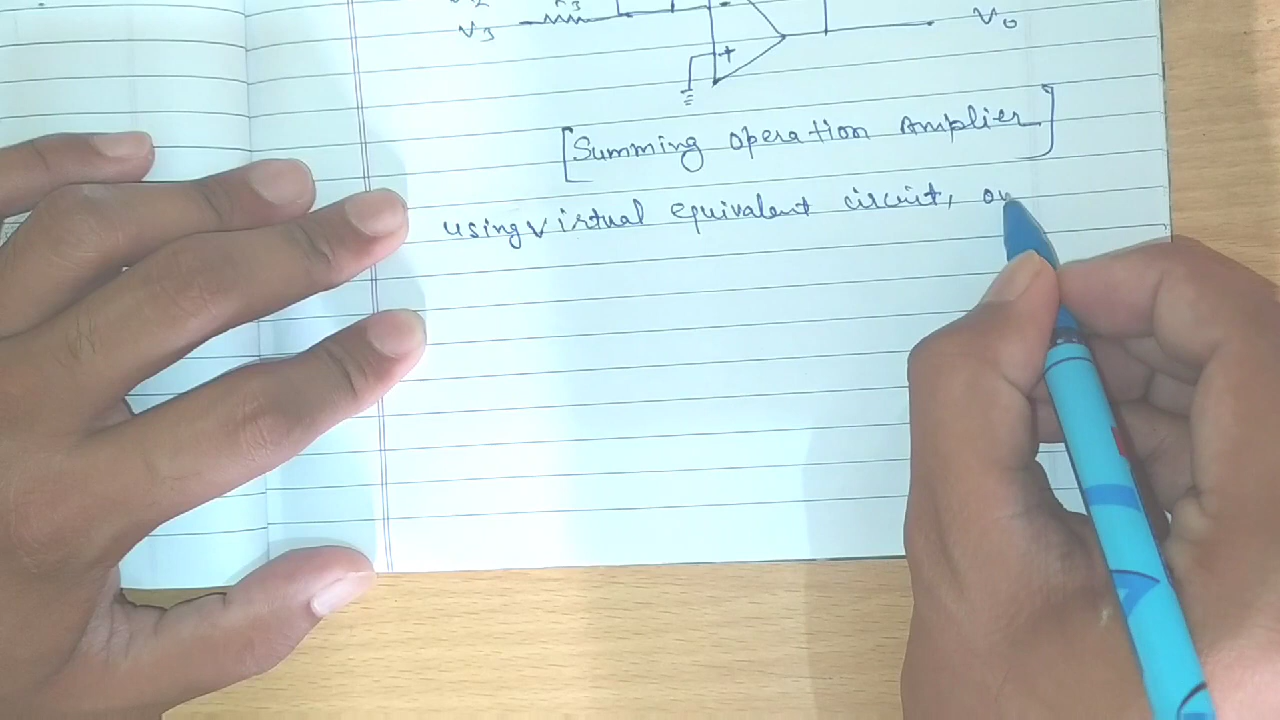 V3 V0
+
[Summing operation Amplier]
using virtual equivalent circuit,